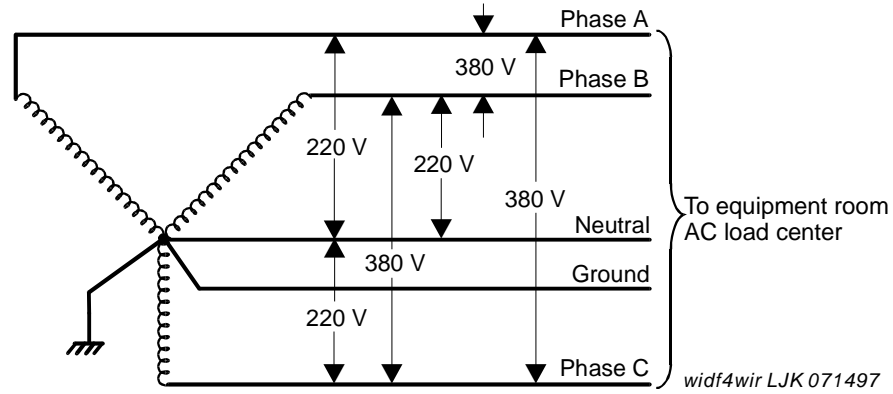 Phase A
380 V
Phase B
220 V
220 V
380 V
To equipment room
AC load center
Neutral
380 V
Ground
220 V
Phase C
widf4wir LJK 071497